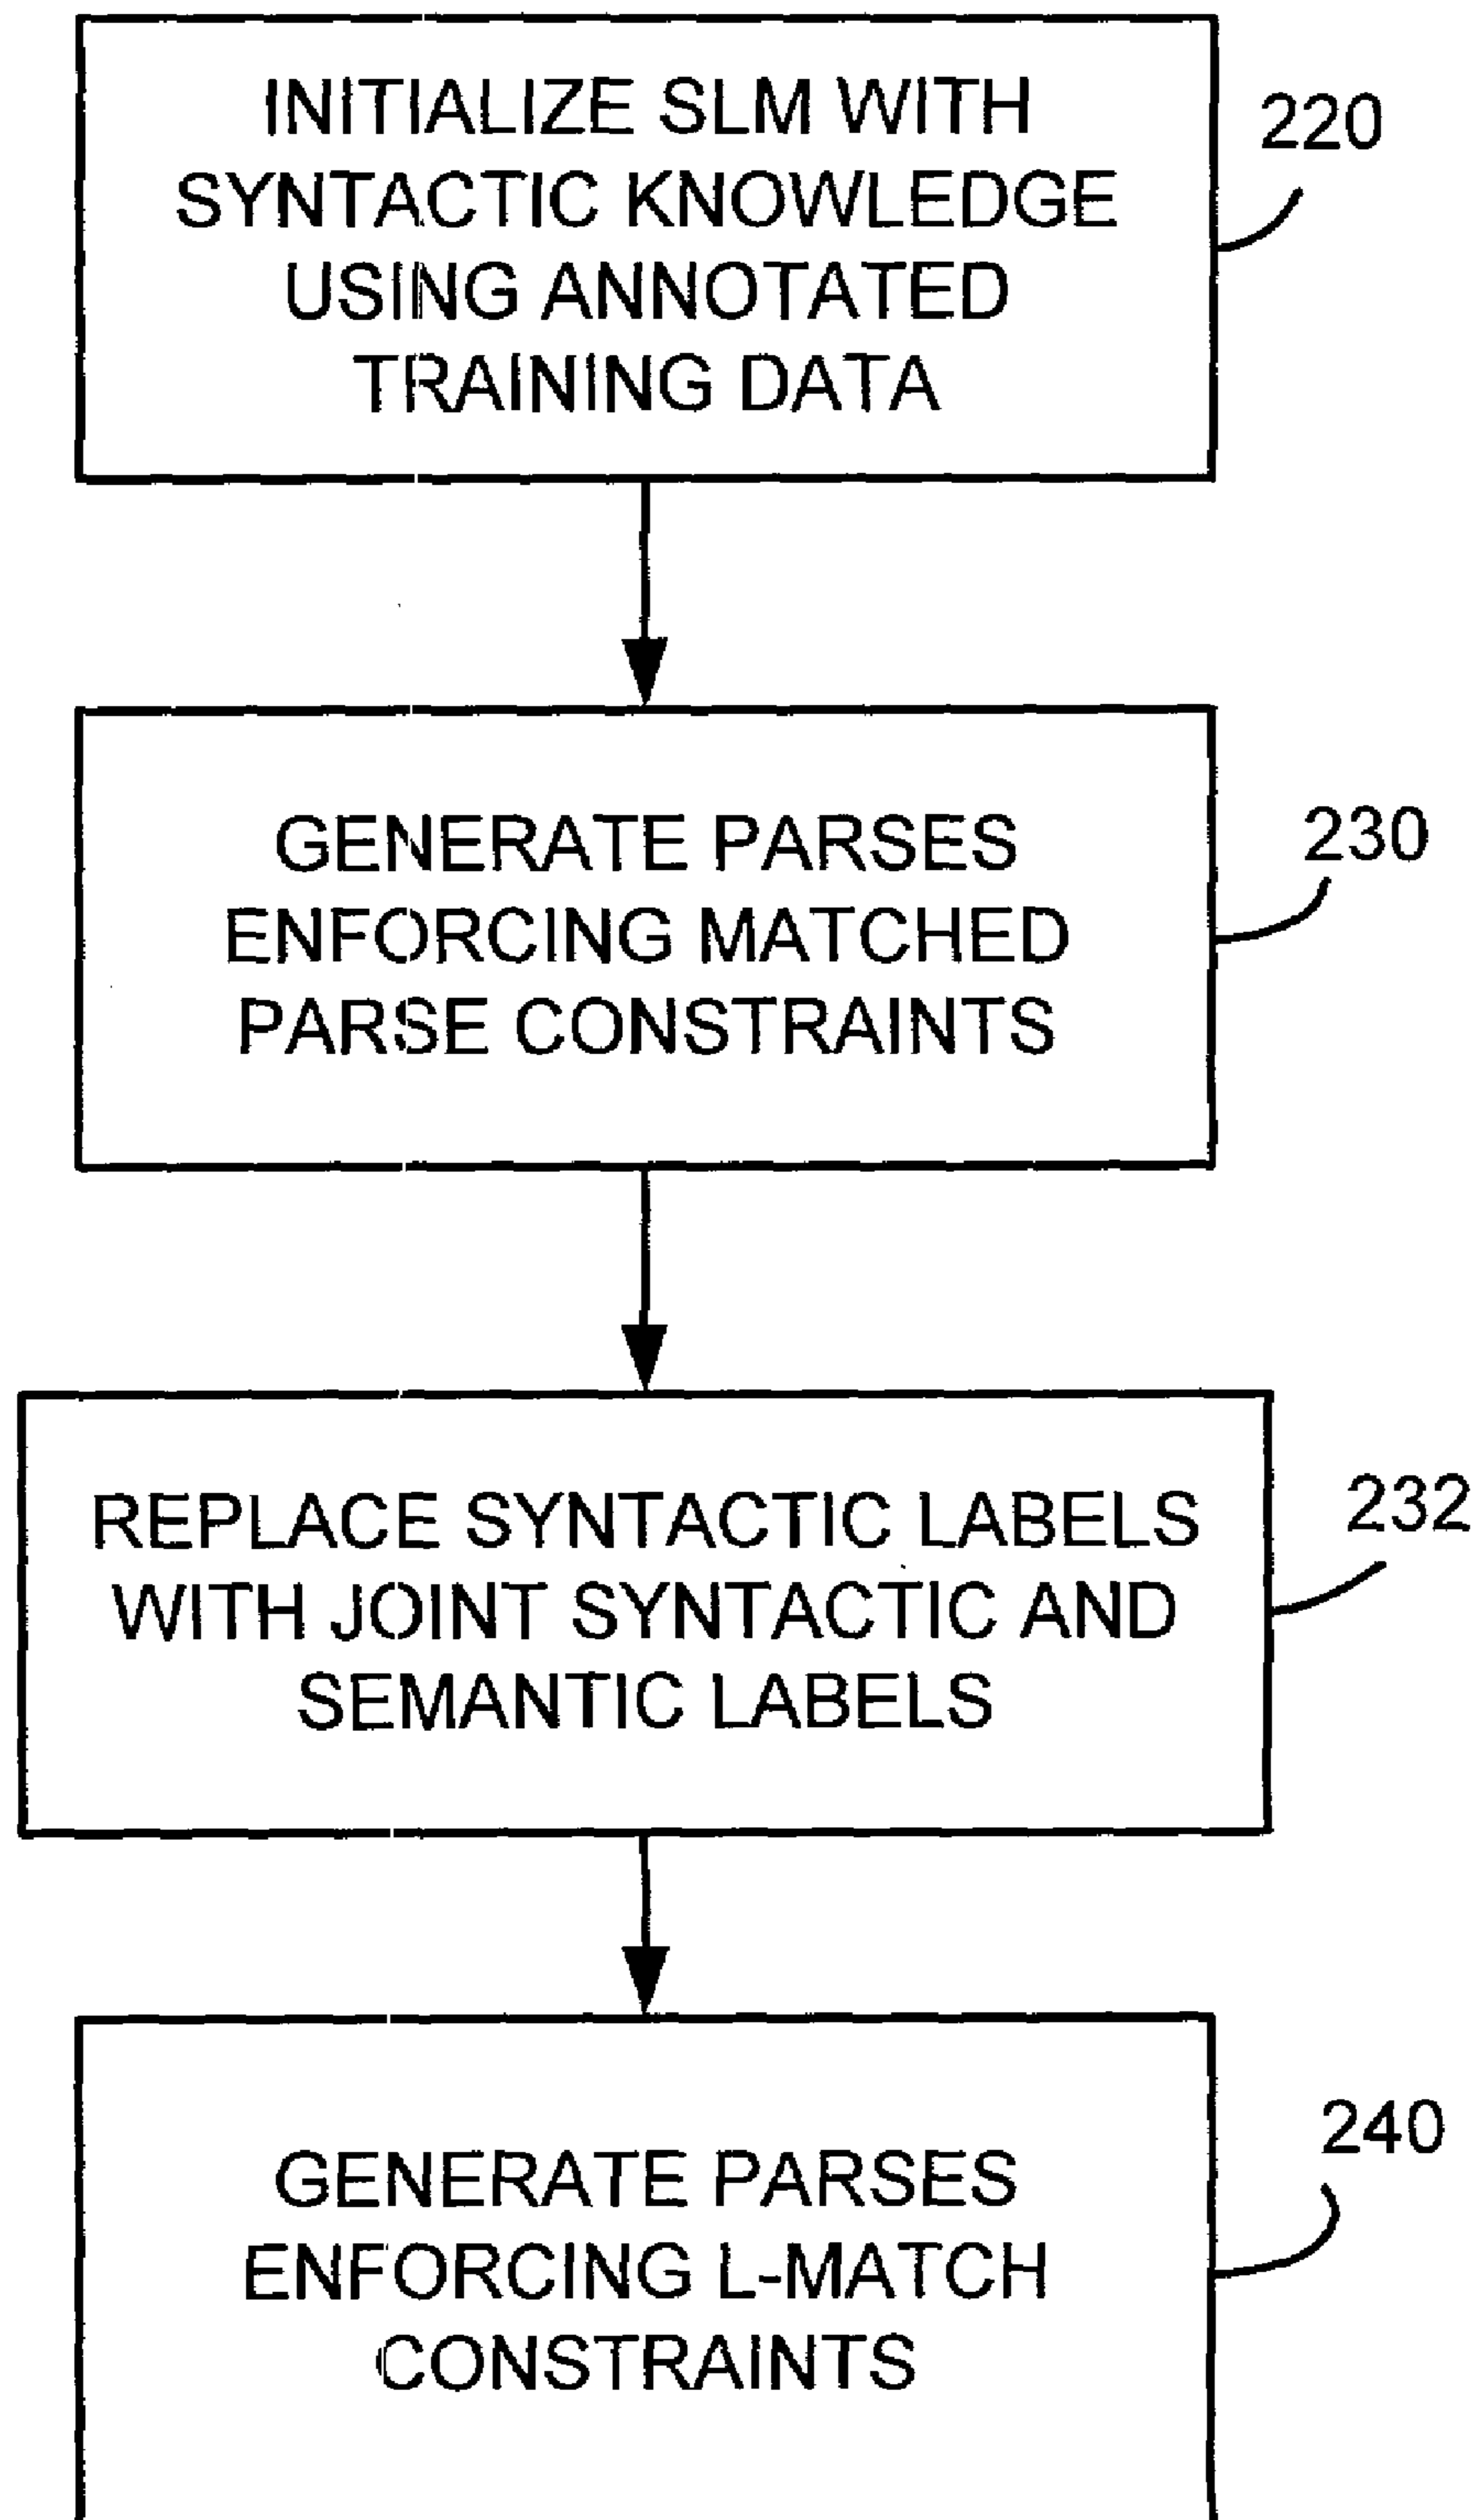 INITIALIZE SLM WITH
SYNTACTIC KNOWLEDGE
USING ANNOTATED
TRAINING DATA
220
GENERATE PARSES
ENFORCING MATCHED
PARSE CONSTRAINTS
230
REPLACE SYNTACTIC LABELS
WITH JOINT SYNTACTIC AND
SEMANTIC LABELS
232
GENERATE PARSES
ENFORCING L-MATCH
CONSTRAINTS
240